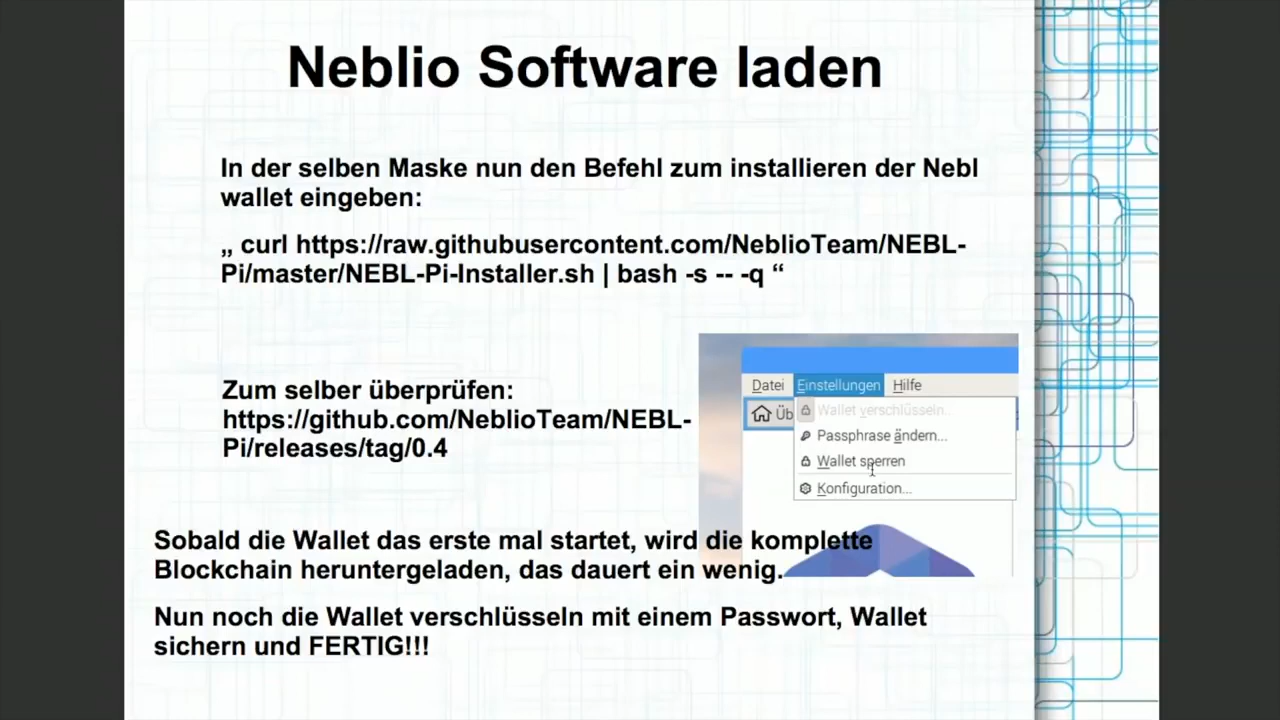 Neblio Software laden
In der selben Maske nun den Befehl zum installieren der Nebl
wallet eingeben:
„ curl https://raw.githubusercontent.com/NeblioTeam/NEBL-
Pi/master/NEBL-Pi-Installer.sh | bash -s -- -q “
Zum selber überprüfen:
https://github.com/NeblioTeam/NEBL-
Pi/releases/tag/0.4
Datei Einstellungen Hilfe
Üb
Wallet verschlüsseln...
Passphrase ändern...
Wallet sperren
Konfiguration...
Sobald die Wallet das erste mal startet, wird die komplette
Blockchain heruntergeladen, das dauert ein wenig.
Nun noch die Wallet verschlüsseln mit einem Passwort, Wallet
sichern und FERTIG!!!